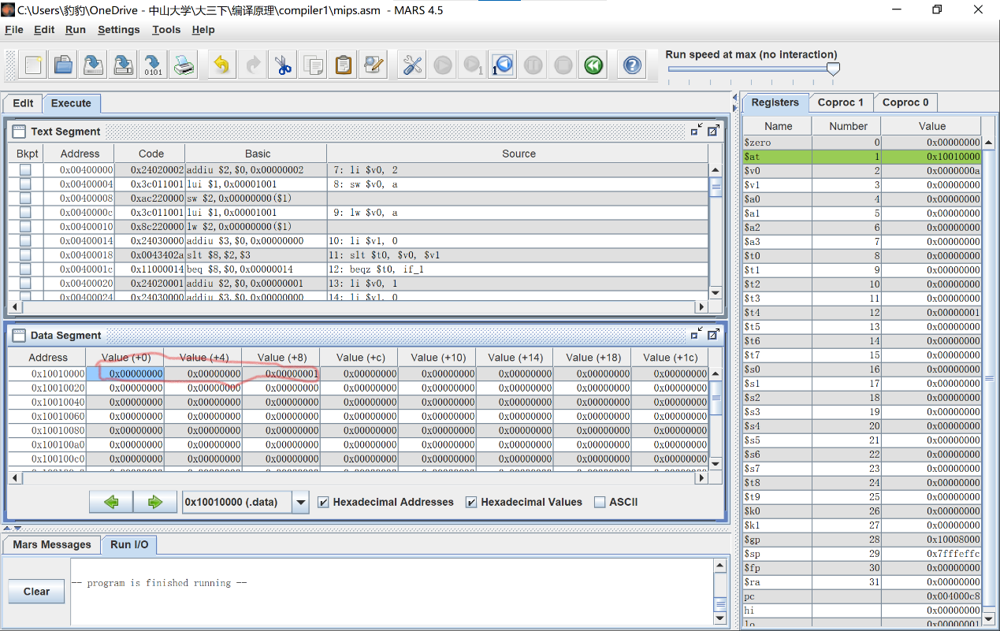 C:\Users\豹豹\OneDrive - 中山大学\大三下\编译原理\compiler1\mips.asm - MARS 4.5
File Edit Run Settings Tools Help
Run speed at max (no interaction)
Edit Execute
Text Segment
Bkpt Address Code Basic Source
0x00400000 0x24020002 addiu $2,$0,0x00000002 7: li $v0, 2
0x00400004 0x3c011001 lui $1,0x00001001 8: sw $v0, a
0x00400008 0xac220000 sw $2,0x00000000($1)
0x0040000c 0x3c011001 lui $1,0x00001001 9: lw $v0, a
0x00400010 0x8c220000 lw $2,0x00000000($1)
0x00400014 0x24030000 addiu $3,$0,0x00000000 10: li $v1, 0
0x00400018 0x0043402a slt $8,$2,$3 11: slt $t0, $v0, $v1
0x0040001c 0x11000014 beq $8,$0,0x00000014 12: beqz $t0, if_1
0x00400020 0x24020001 addiu $2,$0,0x00000001 13: li $v0, 1
0x00400024 0x24030000 addiu $3,$0,0x00000000 14: li $v1, 0
Data Segment
Address Value (+0) Value (+4) Value (+8) Value (+c) Value (+10) Value (+14) Value (+18) Value (+1c)
0x10010000 0x00000000 0x00000000 0x00000001 0x00000000 0x00000000 0x00000000 0x00000000 0x00000000
0x10010020 0x00000000 0x00000000 0x00000000 0x00000000 0x00000000 0x00000000 0x00000000 0x00000000
0x10010040 0x00000000 0x00000000 0x00000000 0x00000000 0x00000000 0x00000000 0x00000000 0x00000000
0x10010060 0x00000000 0x00000000 0x00000000 0x00000000 0x00000000 0x00000000 0x00000000 0x00000000
0x10010080 0x00000000 0x00000000 0x00000000 0x00000000 0x00000000 0x00000000 0x00000000 0x00000000
0x100100a0 0x00000000 0x00000000 0x00000000 0x00000000 0x00000000 0x00000000 0x00000000 0x00000000
0x100100c0 0x00000000 0x00000000 0x00000000 0x00000000 0x00000000 0x00000000 0x00000000 0x00000000
0x10010000 (.data) Hexadecimal Addresses Hexadecimal Values ASCII
Mars Messages Run I/O
Clear
-- program is finished running --
Registers Coproc 1 Coproc 0
Name Number Value
$zero 0 0x00000000
$at 1 0x10010000
$v0 2 0x0000000a
$v1 3 0x00000000
$a0 4 0x00000000
$a1 5 0x00000000
$a2 6 0x00000000
$a3 7 0x00000000
$t0 8 0x00000000
$t1 9 0x00000000
$t2 10 0x00000000
$t3 11 0x00000000
$t4 12 0x00000001
$t5 13 0x00000000
$t6 14 0x00000000
$t7 15 0x00000000
$s0 16 0x00000000
$s1 17 0x00000000
$s2 18 0x00000000
$s3 19 0x00000000
$s4 20 0x00000000
$s5 21 0x00000000
$s6 22 0x00000000
$s7 23 0x00000000
$t8 24 0x00000000
$t9 25 0x00000000
$k0 26 0x00000000
$k1 27 0x00000000
$gp 28 0x10008000
$sp 29 0x7fffeffc
$fp 30 0x00000000
$ra 31 0x00000000
pc 0x004000c8
hi 0x00000000
lo 0x00000001